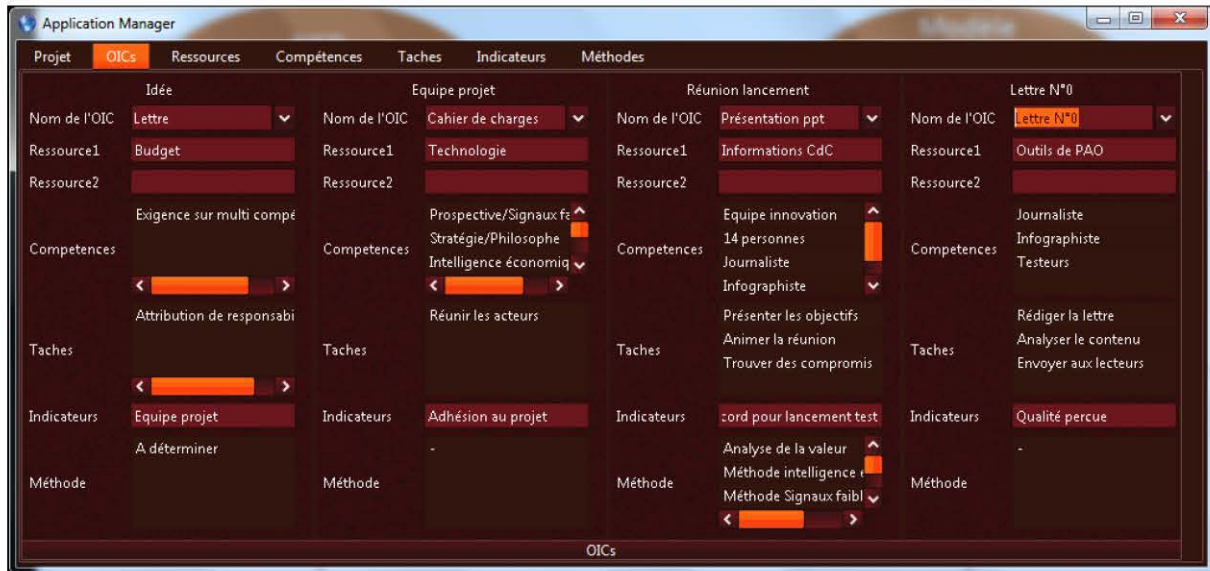 Application Manager
Modèle
Projet OICs Ressources Compétences Taches Indicateurs Méthodes
Idée
Nom de l'OIC Lettre
Ressource1 Budget
Ressource2
Competences
Exigence sur multi compé
Taches
Attribution de responsabi
Indicateurs Equipe projet
Méthode
A déterminer
Equipe projet
Nom de l'OIC Cahier de charges
Ressource1 Technologie
Ressource2
Competences
Prospective/Signaux fa
Stratégie/Philosophe
Intelligence économiq
Taches
Réunir les acteurs
Indicateurs Adhésion au projet
Méthode
-
Réunion lancement
Nom de l'OIC Présentation ppt
Ressource1 Informations CdC
Ressource2
Competences
Equipe innovation
14 personnes
Journaliste
Infographiste
Taches
Présenter les objectifs
Animer la réunion
Trouver des compromis
Indicateurs cord pour lancement test
Méthode
Analyse de la valeur
Méthode intelligence é
Méthode Signaux faibl
Lettre N°0
Nom de l'OIC Lettre N°0
Ressource1 Outils de PAO
Ressource2
Competences
Journaliste
Infographiste
Testeurs
Taches
Rédiger la lettre
Analyser le contenu
Envoyer aux lecteurs
Indicateurs Qualité percue
Méthode
-
OICs